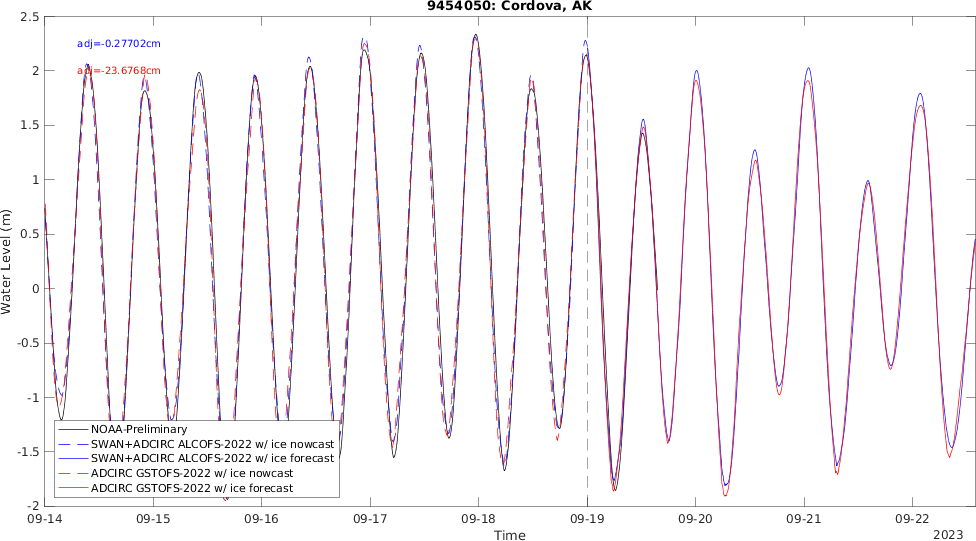 9454050: Cordova, AK
2.5
adj=-0.27702cm
2
adj=-23.6768cm
1.5
1
0.5
0
-0.5
-1
-1.5
-2
Water Level (m)
NOAA-Preliminary
SWAN+ADCIRC ALCOFS-2022 w/ ice nowcast
SWAN+ADCIRC ALCOFS-2022 w/ ice forecast
ADCIRC GSTOFS-2022 w/ ice nowcast
ADCIRC GSTOFS-2022 w/ ice forecast
09-14 09-15 09-16 09-17 09-18 09-19 09-20 09-21 09-22
Time
2023